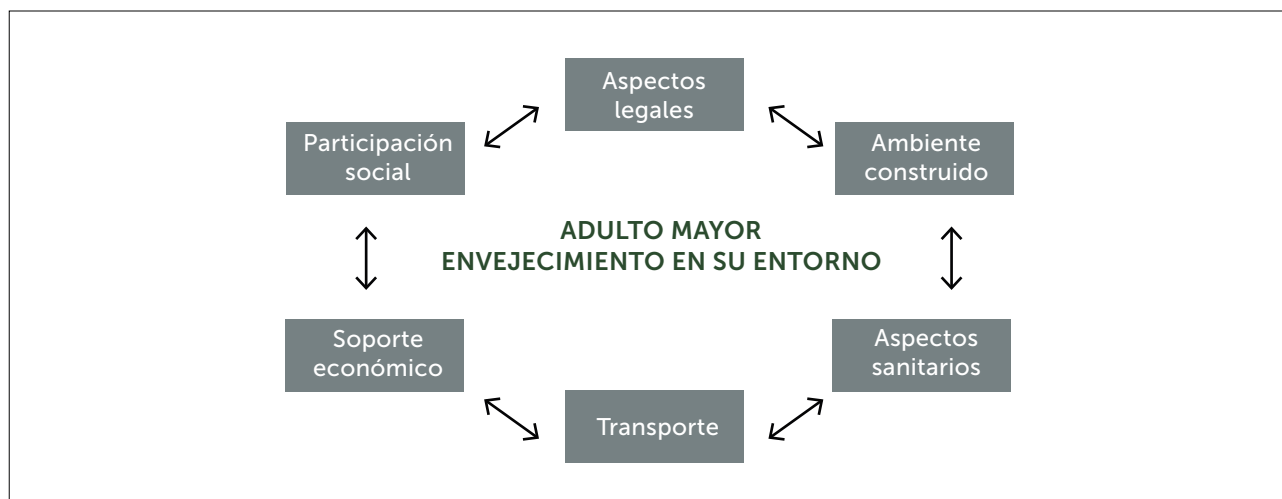 Aspectos
legales
Participación
social
Ambiente
construido
ADULTO MAYOR
ENVEJECIMIENTO EN SU ENTORNO
Soporte
económico
Aspectos
sanitarios
Transporte